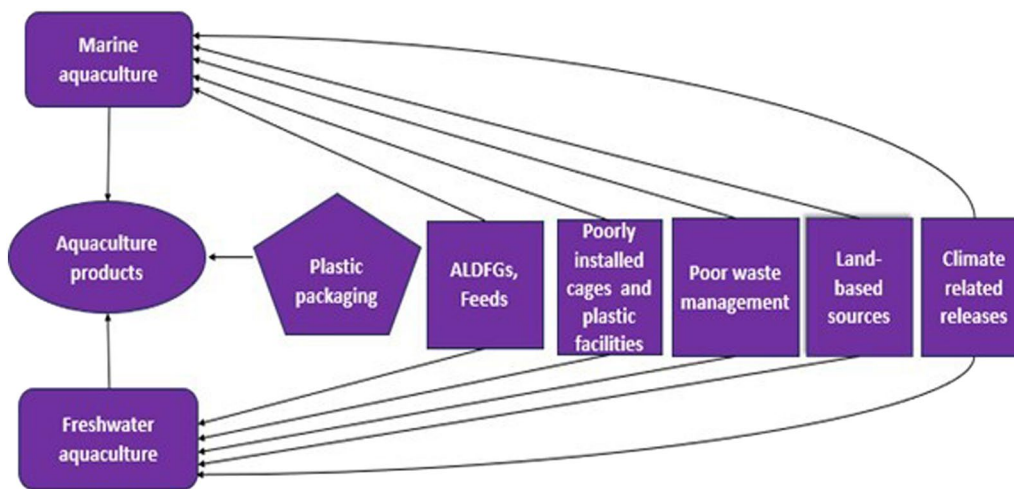 Marine
aquaculture
Aquaculture
products
Plastic
packaging
ALDFGs,
Feeds
Poorly
installed
cages and
plastic
facilities
Poor waste
management
Land-
based
sources
Climate
related
releases
Freshwater
aquaculture